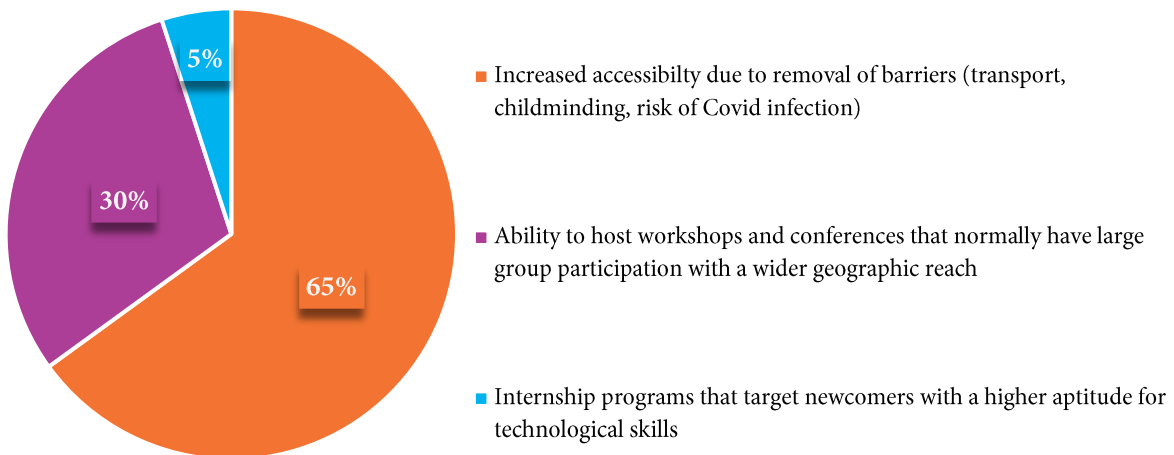 5%
30%
65%
Increased accessibilty due to removal of barriers (transport,
childminding, risk of Covid infection)
Ability to host workshops and conferences that normally have large
group participation with a wider geographic reach
Internship programs that target newcomers with a higher aptitude for
technological skills